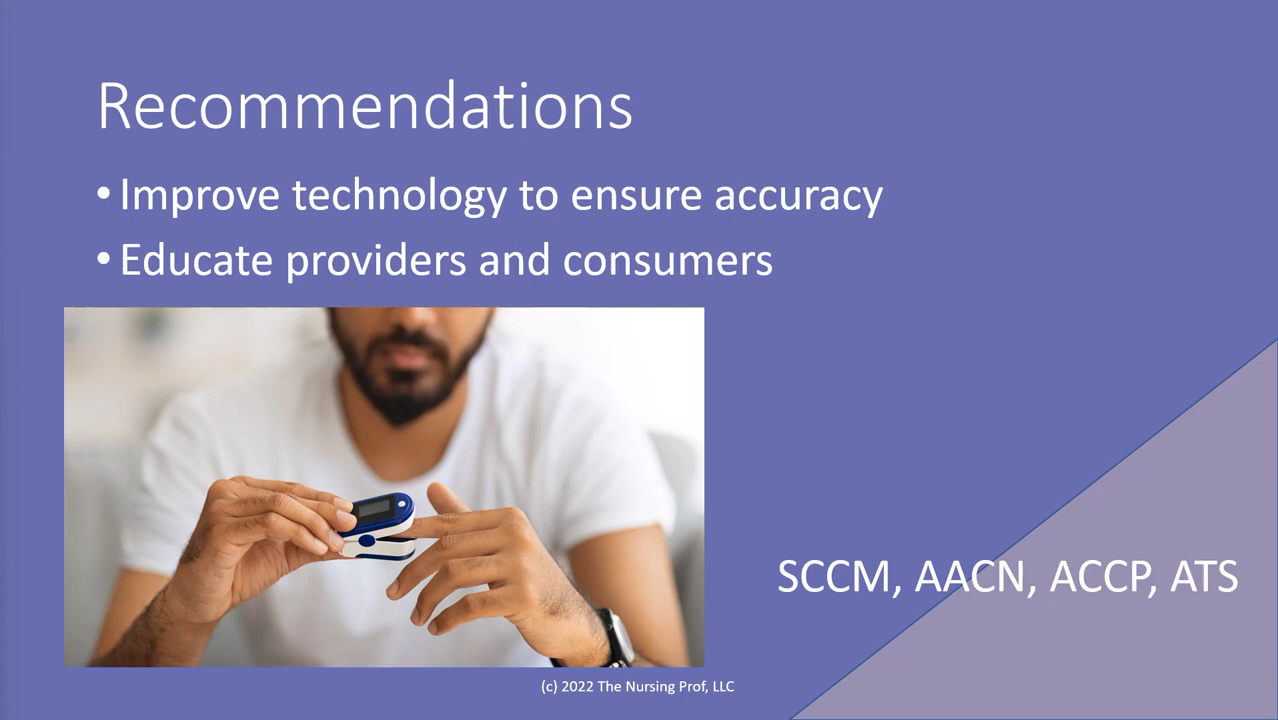 Recommendations
• Improve technology to ensure accuracy
• Educate providers and consumers
SCCM, AACN, ACCP, ATS
(c) 2022 The Nursing Prof, LLC